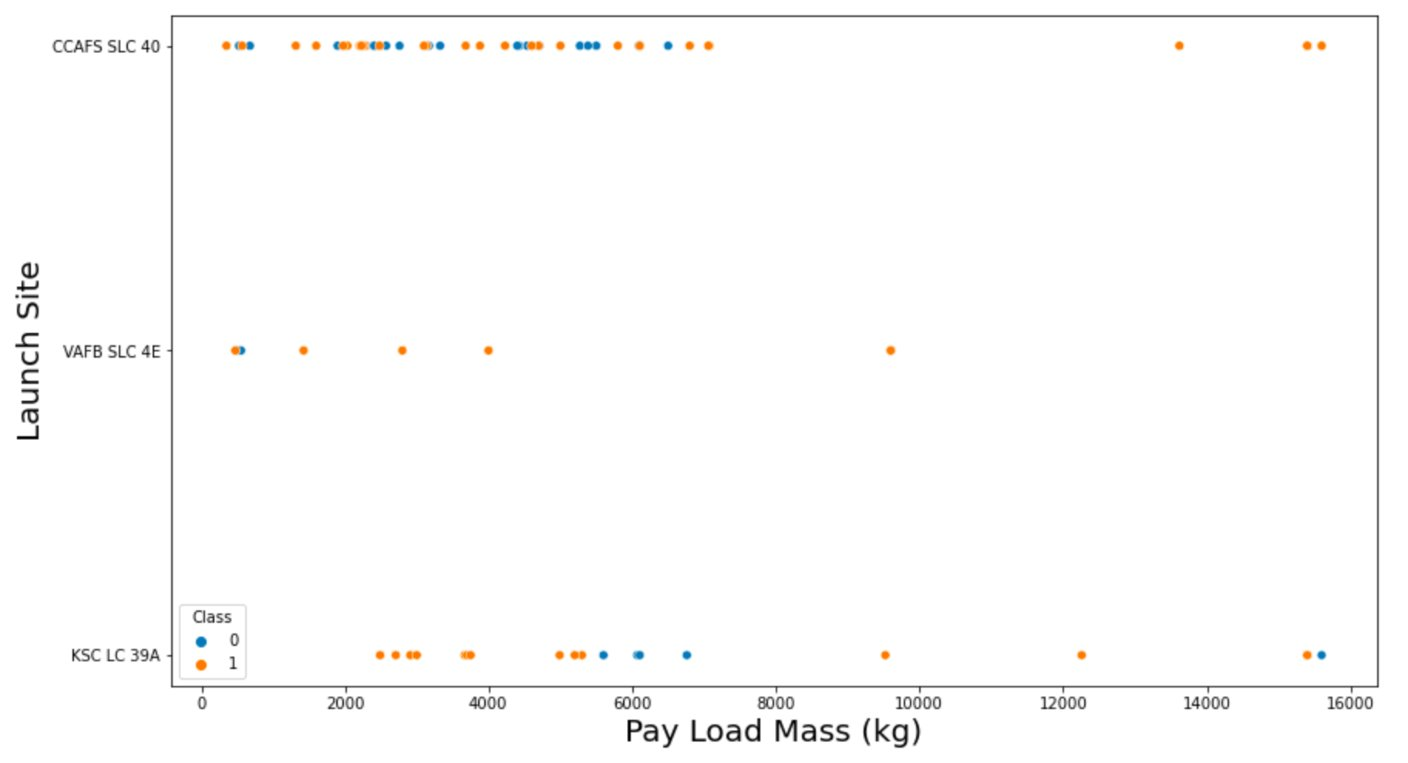 CCAFS SLC 40
VAFB SLC 4E
KSC LC 39A
Launch Site
Class
0
1
0 2000 4000 6000 8000 10000 12000 14000 16000
Pay Load Mass (kg)